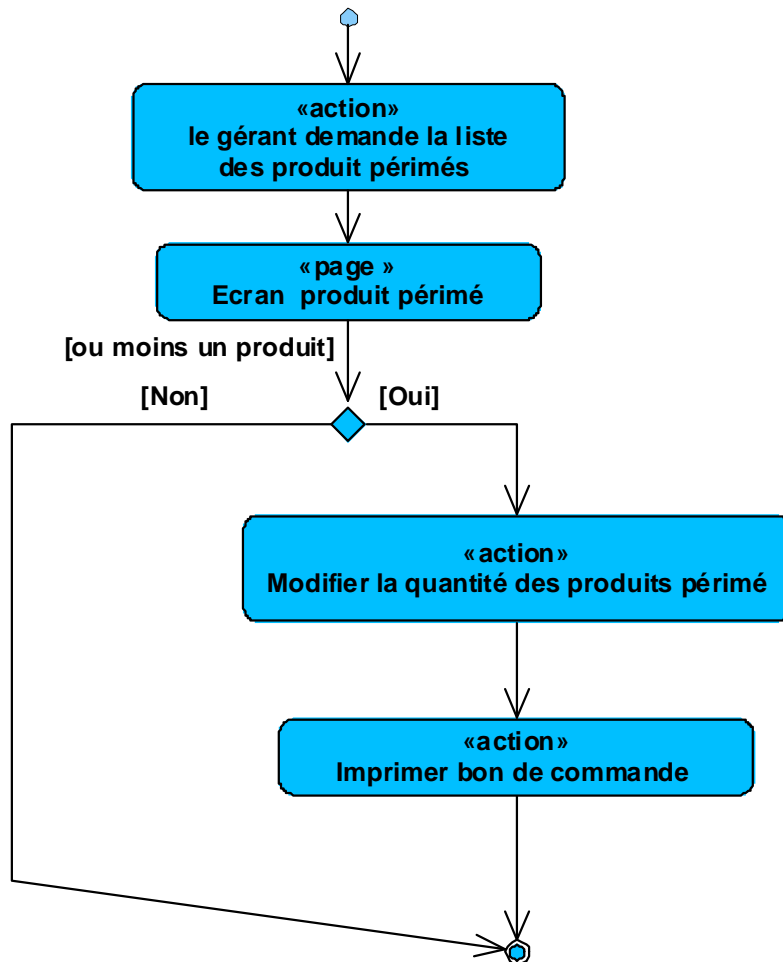 «action»
le gérant demande la liste
des produit périmés
«page »
Ecran produit périmé
[ou moins un produit]
[Non]
[Oui]
«action»
Modifier la quantité des produits périmé
«action»
Imprimer bon de commande